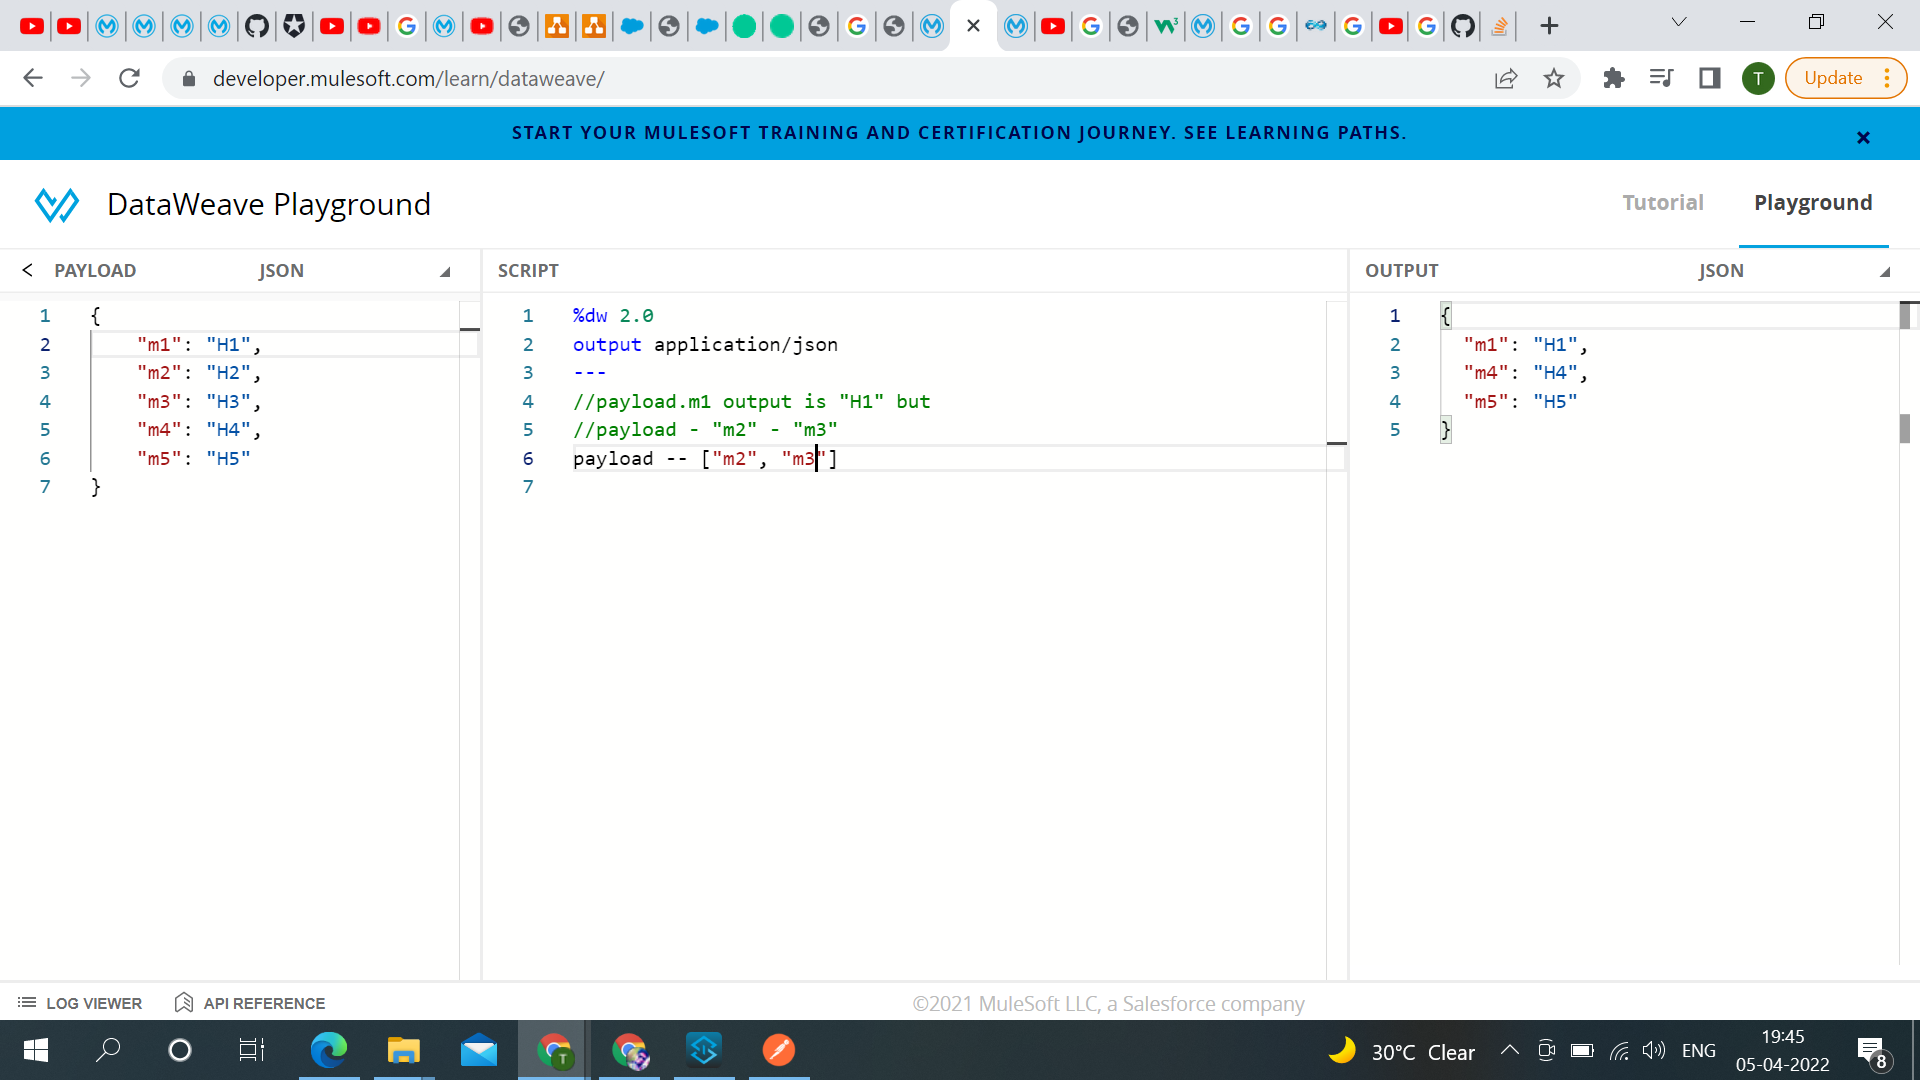 developer.mulesoft.com/learn/dataweave/
T
Update
START YOUR MULESOFT TRAINING AND CERTIFICATION JOURNEY. SEE LEARNING PATHS.
DataWeave Playground
Tutorial
Playground
PAYLOAD
JSON
1 {
2 "m1": "H1",
3 "m2": "H2",
4 "m3": "H3",
5 "m4": "H4",
6 "m5": "H5"
7 }
SCRIPT
1 %dw 2.0
2 output application/json
3 ---
4 //payload.m1 output is "H1" but
5 //payload - "m2" - "m3"
6 payload -- ["m2", "m3"]
7
OUTPUT
JSON
1 {
2 "m1": "H1",
3 "m4": "H4",
4 "m5": "H5"
5 }
LOG VIEWER
API REFERENCE
©2021 MuleSoft LLC, a Salesforce company
T
30°C Clear
ENG
19:45
05-04-2022
8